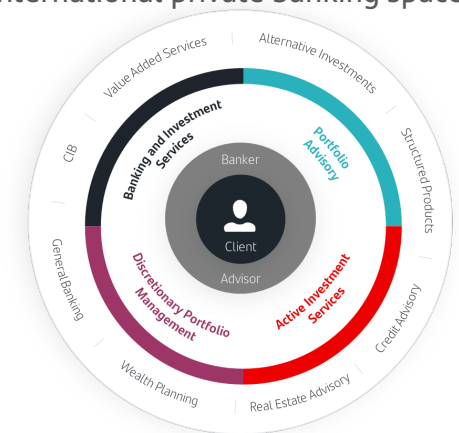 nternational private banking space
Value Added Services
Alternative Investments
Structured Products
Credit Advisory
Real Estate Advisory
Wealth Planning
General Banking
CIB
Banking and Investment
Services
Portfolio
Advisory
Active Investment
Services
Discretionary Portfolio
Management
Banker
Client
Advisor